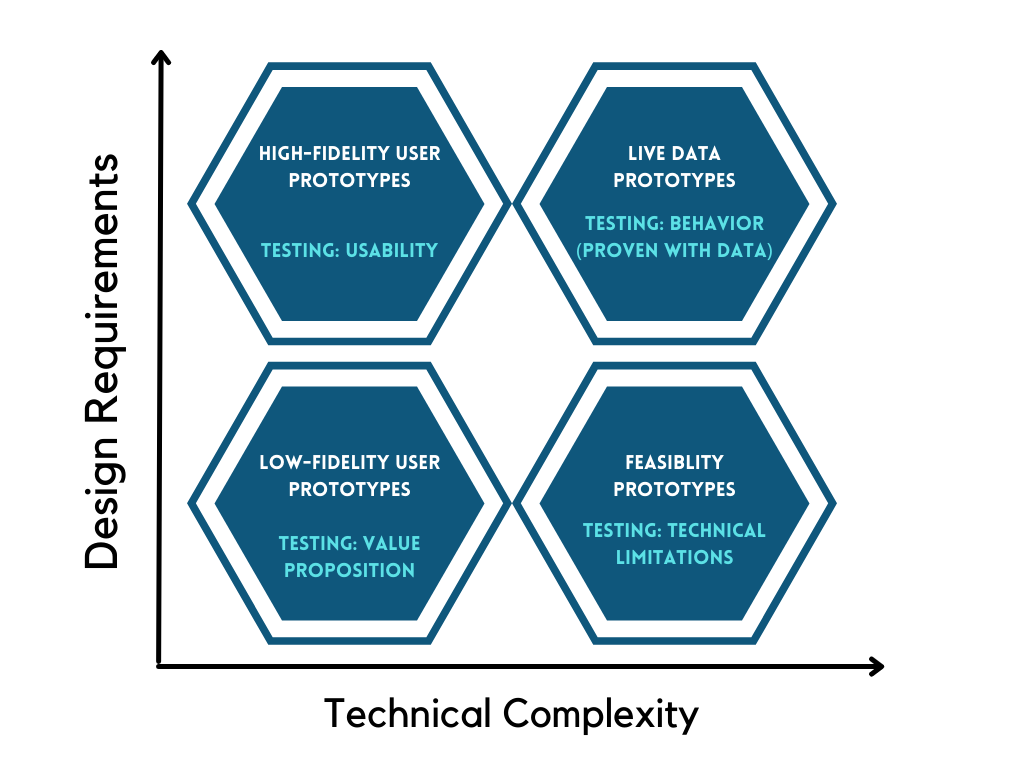 Design Requirements
HIGH-FIDELITY USER
PROTOTYPES
TESTING: USABILITY
LIVE DATA
PROTOTYPES
TESTING: BEHAVIOR
(PROVEN WITH DATA)
LOW-FIDELITY USER
PROTOTYPES
TESTING: VALUE
PROPOSITION
FEASIBLITY
PROTOTYPES
TESTING: TECHNICAL
LIMITATIONS
Technical Complexity